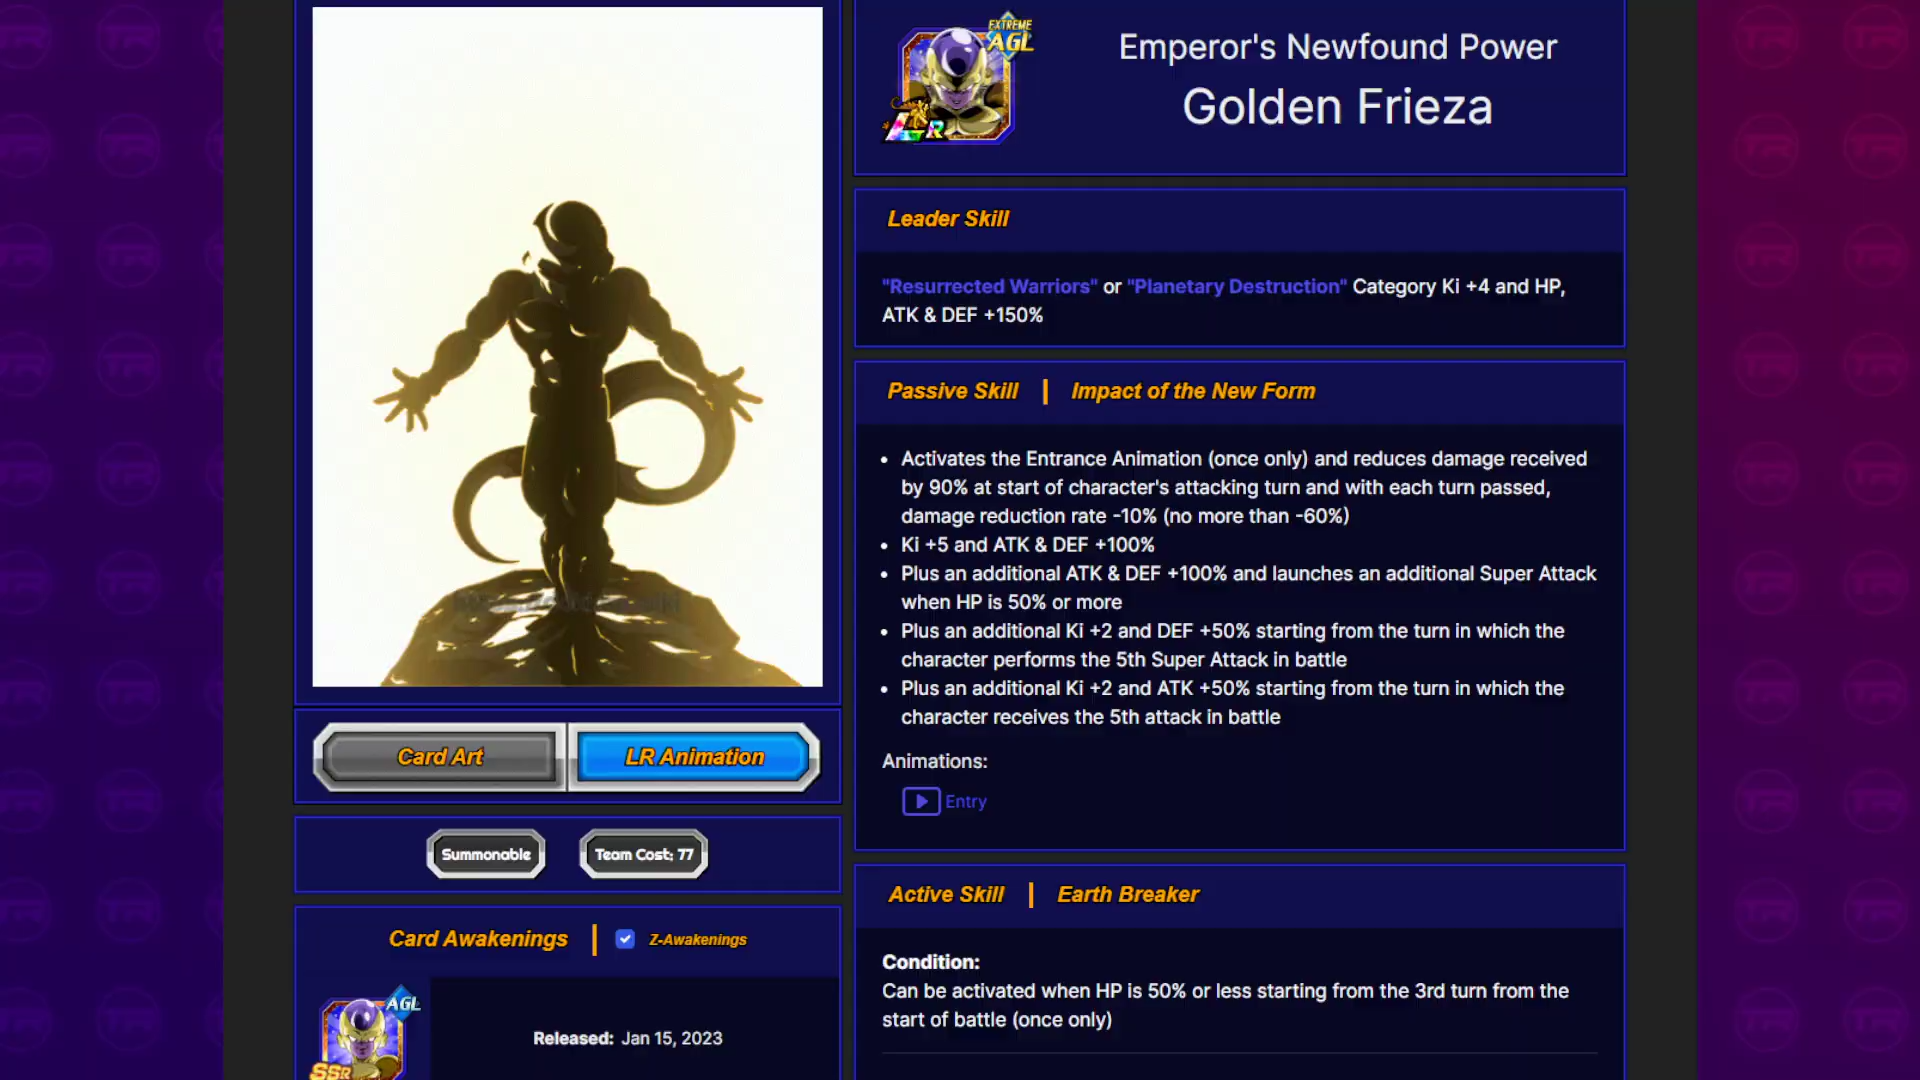 EXTREME
AGL
LR
Emperor's Newfound Power
Golden Frieza
Leader Skill
"Resurrected Warriors" or "Planetary Destruction" Category Ki +4 and HP,
ATK & DEF +150%
Passive Skill | Impact of the New Form
• Activates the Entrance Animation (once only) and reduces damage received
by 90% at start of character's attacking turn and with each turn passed,
damage reduction rate -10% (no more than -60%)
• Ki +5 and ATK & DEF +100%
• Plus an additional ATK & DEF +100% and launches an additional Super Attack
when HP is 50% or more
• Plus an additional Ki +2 and DEF +50% starting from the turn in which the
character performs the 5th Super Attack in battle
• Plus an additional Ki +2 and ATK +50% starting from the turn in which the
character receives the 5th attack in battle
Animations:
Entry
Active Skill | Earth Breaker
Condition:
Can be activated when HP is 50% or less starting from the 3rd turn from the
start of battle (once only)
Card Art
LR Animation
Summonable
Team Cost: 77
Card Awakenings | Z-Awakenings
AGL
SSR
Released: Jan 15, 2023